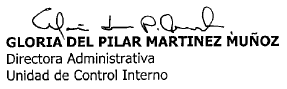 GLORIA DEL PILAR MARTINEZ MUÑOZ
Directora Administrativa
Unidad de Control Interno